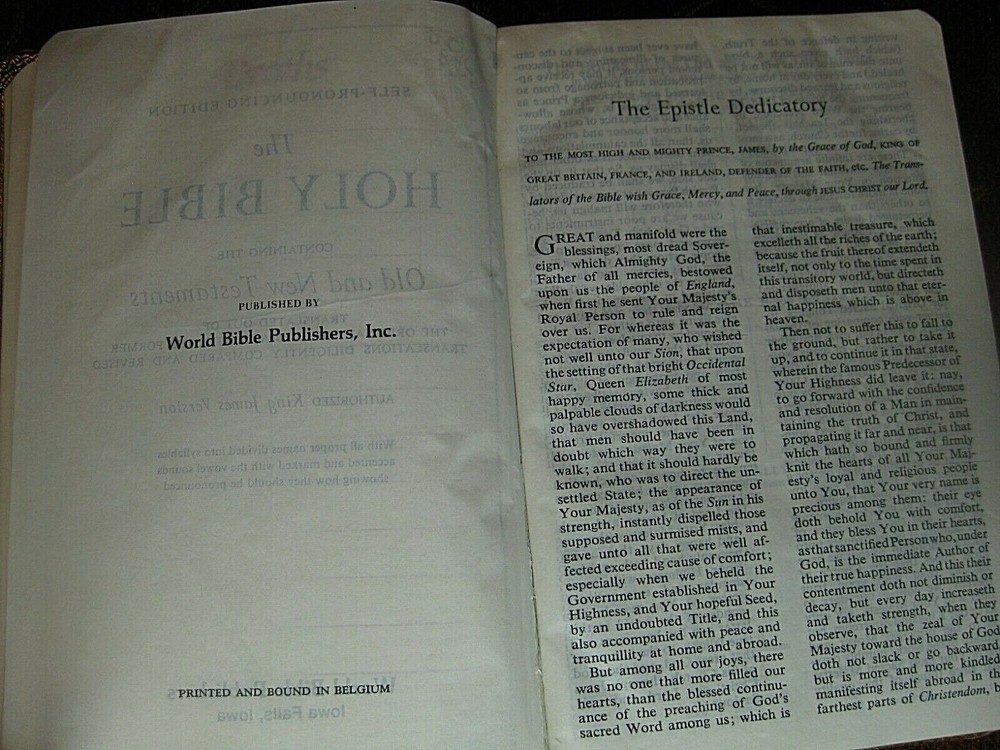 PUBLISHED BY
World Bible Publishers, Inc.
PRINTED AND BOUND IN BELGIUM
The Epistle Dedicatory
TO THE MOST HIGH AND MIGHTY PRINCE, JAMES, by the Grace of God, KING OF
GREAT BRITAIN, FRANCE, AND IRELAND, DEFENDER OF THE FAITH, etc. The Trans-
lators of the Bible wish Grace, Mercy, and Peace, through JESUS CHRIST our Lord,
GREAT and manifold were the
blessings, most dread Sover-
eign, which Almighty God, the
Father of all mercies, bestowed
upon us the people of England,
when first he sent Your Majesty's
Royal Person to rule and reign
over us. For whereas it was the
expectation of many, who wished
not well unto our Sion, that upon
the setting of that bright Occidental
Star, Queen Elizabeth of most
happy memory, some thick and
palpable clouds of darkness would
so have overshadowed this Land,
that men should have been in
doubt which way they were to
walk; and that it should hardly be
known, who was to direct the un-
settled State; the appearance of
Your Majesty, as of the Sun in his
strength, instantly dispelled those
supposed and surmised mists, and
gave unto all that were well af-
fected exceeding cause of comfort;
especially when we beheld the
Government established in Your
Highness, and Your hopeful Seed,
by an undoubted Title, and this
also accompanied with peace and
tranquillity at home and abroad.
But among all our joys, there
was no one that more filled our
hearts, than the blessed continu-
ance of the preaching of God's
sacred Word among us; which is
that inestimable treasure, which
excelleth all the riches of the earth;
because the fruit thereof extendeth
itself, not only to the time spent in
this transitory world, but directeth
and disposeth men unto that eter-
nal happiness which is above in
heaven.
Then not to suffer this to fall to
the ground, but rather to take it
up, and to continue it in that state,
wherein the famous Predecessor of
Your Highness did leave it: nay,
to go forward with the confidence
and resolution of a Man in main-
taining the truth of Christ, and
propagating it far and near, is that
which hath so bound and firmly
knit the hearts of all Your Maj-
esty's loyal and religious people
unto You, that Your very name is
precious among them: their eye
doth behold You with comfort,
and they bless You in their hearts,
as that sanctified Person who, under
God, is the immediate Author of
their true happiness. And this their
contentment doth not diminish or
decay, but every day increaseth
and taketh strength, when they
observe, that the zeal of Your
Majesty toward the house of God
doth not slack or go backward,
but is more and more kindled,
manifesting itself abroad in the
farthest parts of Christendom, b